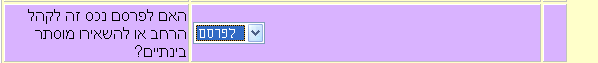 האם לפרסם נכס זה לקהל
הרחב או להשאירו מוסתר
בינתיים?
לפרסם